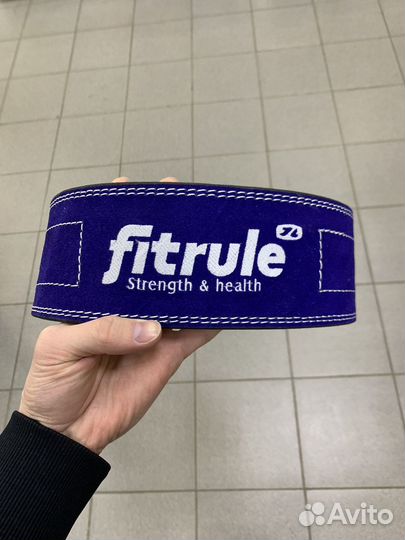 fitrule
Strength & health
Avito